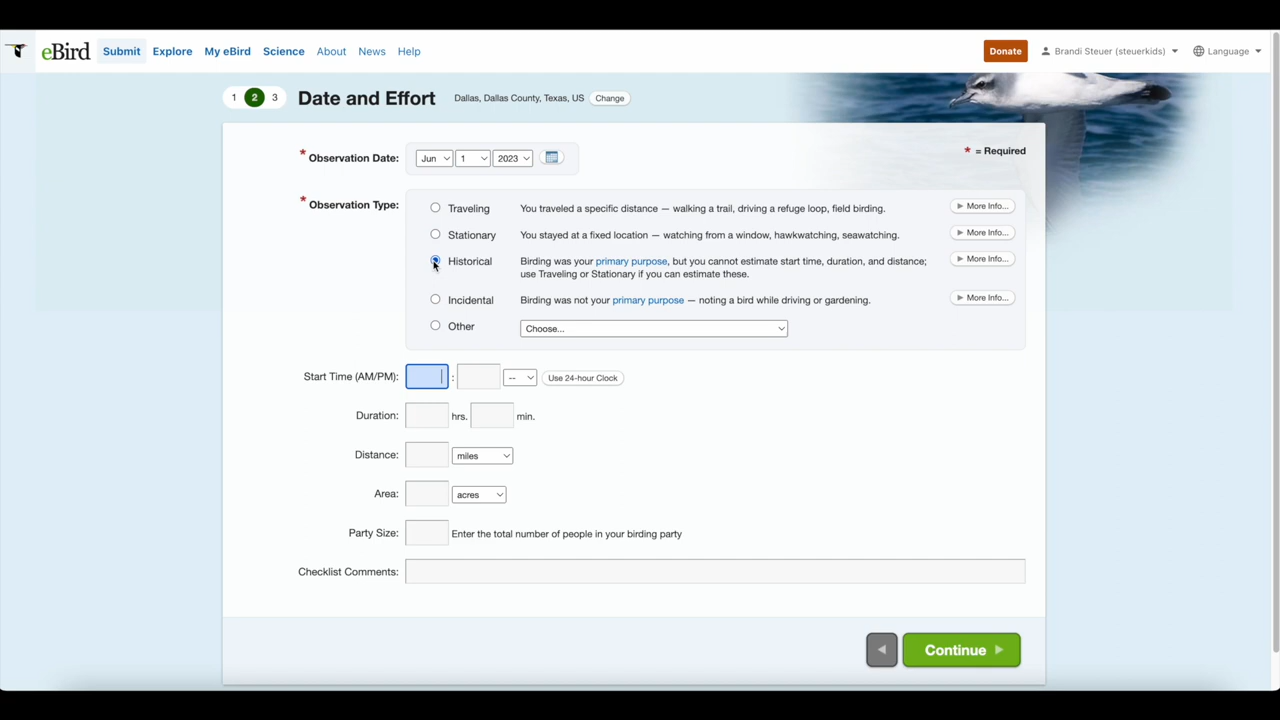 eBird Submit Explore My eBird Science About News Help Donate Brandi Steuer (steuerkids) Language
1 2 3 Date and Effort Dallas, Dallas County, Texas, US Change
* = Required
* Observation Date: Jun 1 2023
* Observation Type: Traveling You traveled a specific distance — walking a trail, driving a refuge loop, field birding. More Info...
Stationary You stayed at a fixed location — watching from a window, hawkwatching, seawatching. More Info...
Historical Birding was your primary purpose, but you cannot estimate start time, duration, and distance; More Info...
use Traveling or Stationary if you can estimate these.
Incidental Birding was not your primary purpose — noting a bird while driving or gardening. More Info...
Other Choose...
Start Time (AM/PM): : -- Use 24-hour Clock
Duration: hrs. min.
Distance: miles
Area: acres
Party Size: Enter the total number of people in your birding party
Checklist Comments:
Continue